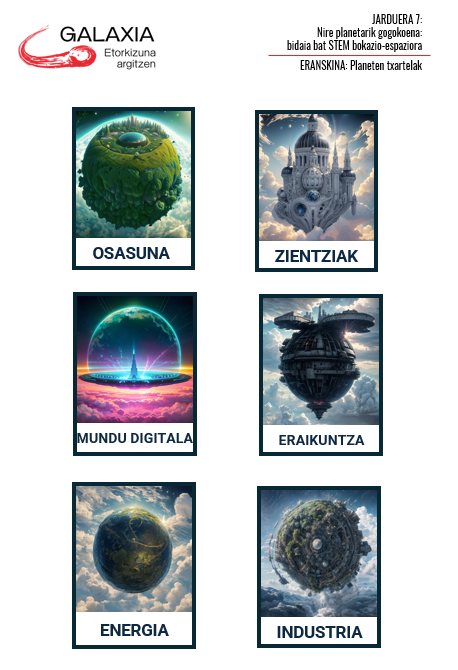 GALAXIA
Etorkizuna
argitzen
JARDUERA 7:
Nire planetarik gogokoena:
bidaia bat STEM bokazio-espaziora
ERANSKINA: Planeten txartelak
OSASUNA
ZIENTZIAK
MUNDU DIGITALA
ERAIKUNTZA
ENERGIA
INDUSTRIA